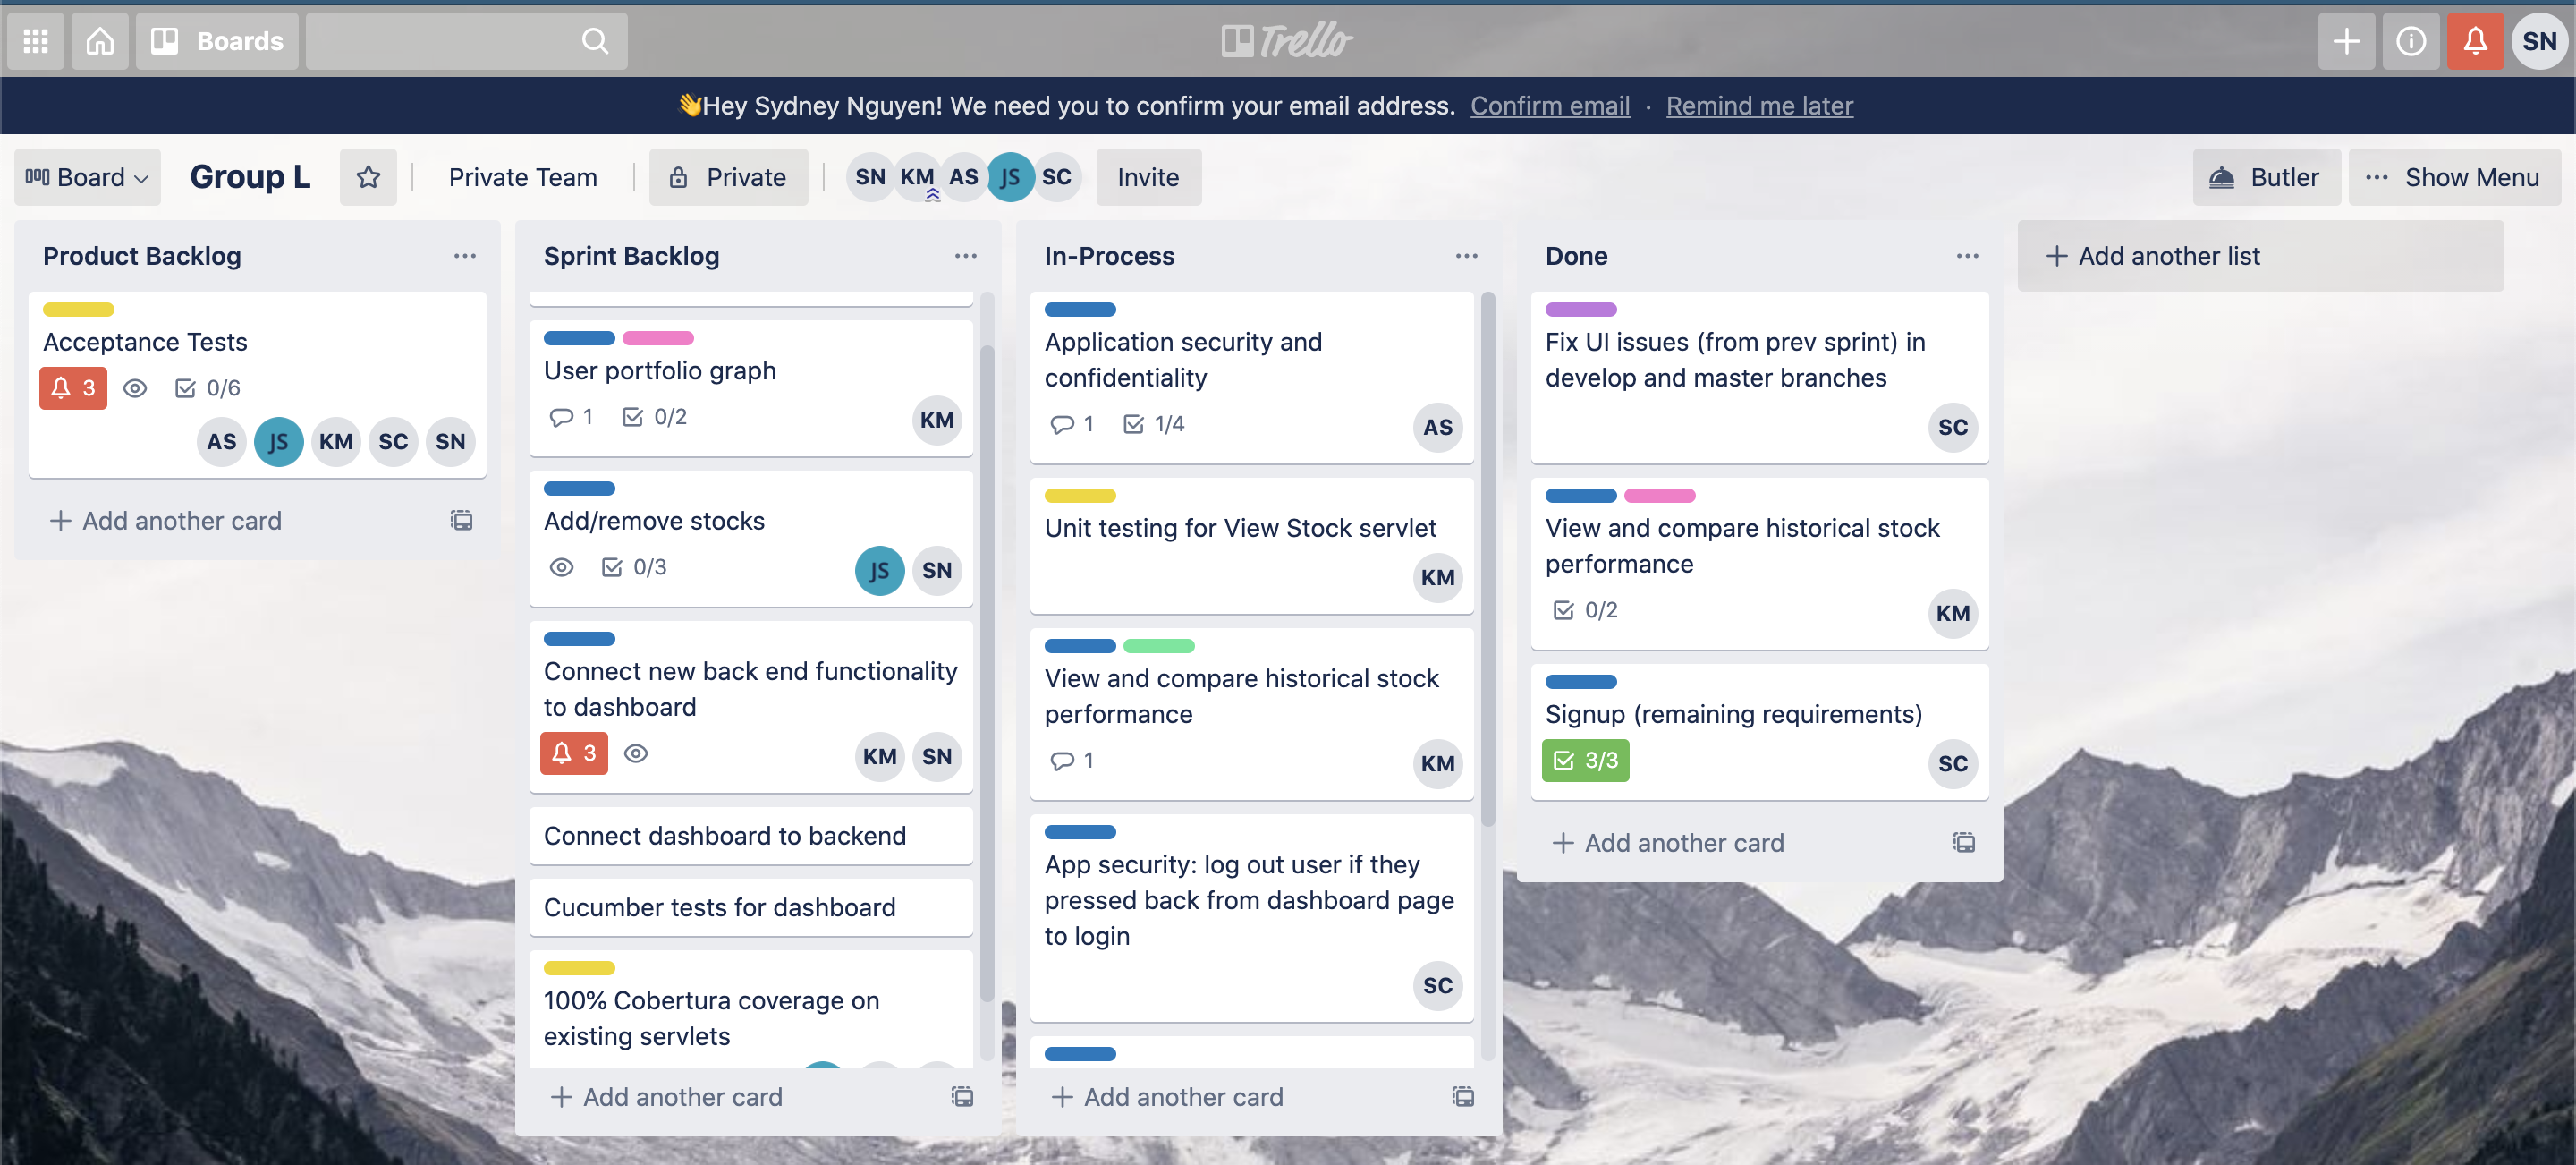 Boards
Trello
SN
👋Hey Sydney Nguyen! We need you to confirm your email address. Confirm email · Remind me later
Board
Group L
Private Team
Private
SN KM AS JS SC
Invite
Butler
··· Show Menu
Product Backlog
Acceptance Tests
3
0/6
AS JS KM SC SN
+ Add another card
Sprint Backlog
User portfolio graph
1
0/2
KM
Add/remove stocks
0/3
JS SN
Connect new back end functionality
to dashboard
3
KM SN
Connect dashboard to backend
Cucumber tests for dashboard
100% Cobertura coverage on
existing servlets
+ Add another card
In-Process
Application security and
confidentiality
1
1/4
AS
Unit testing for View Stock servlet
KM
View and compare historical stock
performance
1
KM
App security: log out user if they
pressed back from dashboard page
to login
SC
+ Add another card
Done
Fix UI issues (from prev sprint) in
develop and master branches
SC
View and compare historical stock
performance
0/2
KM
Signup (remaining requirements)
3/3
SC
+ Add another card
+ Add another list